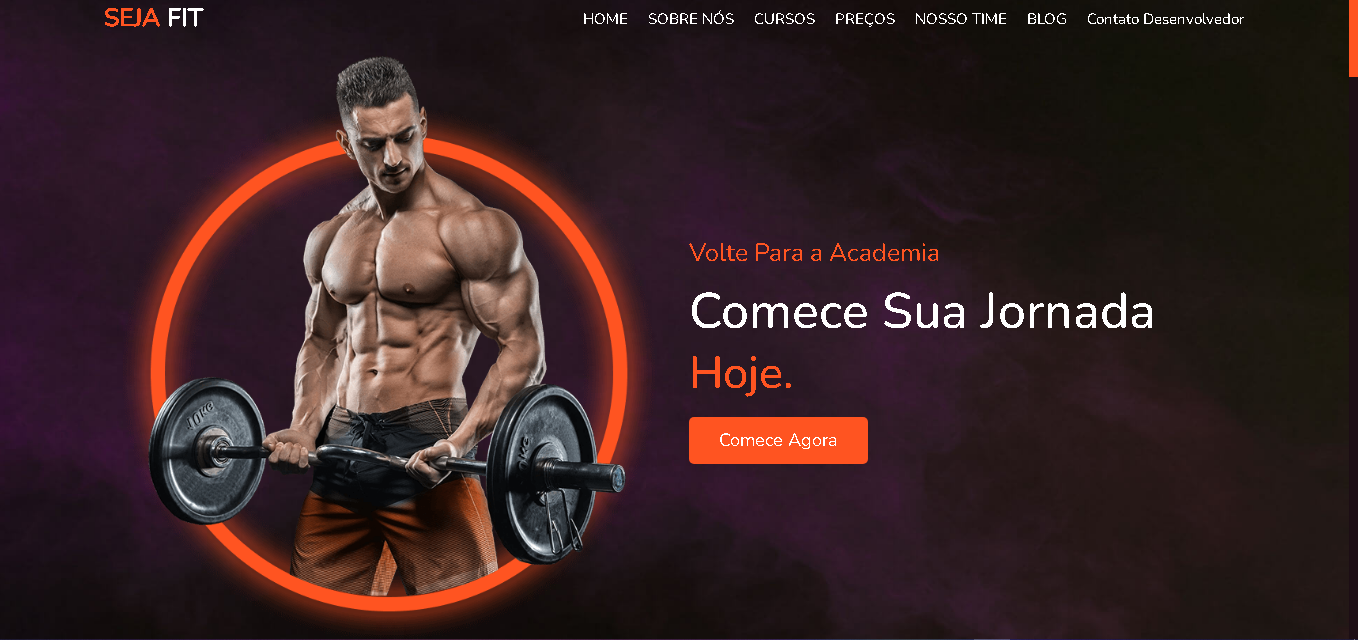 SEJA FIT
HOME SOBRE NÓS CURSOS PREÇOS NOSSO TIME BLOG Contato Desenvolvedor
Volte Para a Academia
Comece Sua Jornada
Hoje.
Comece Agora
10KG